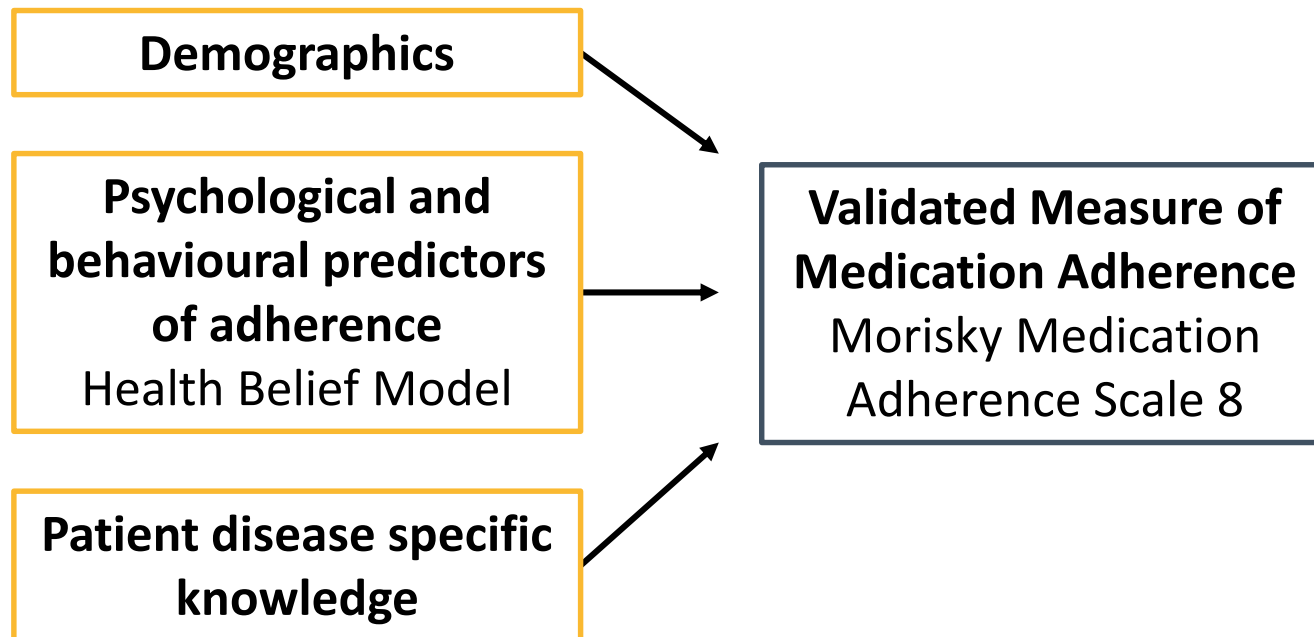 Demographics
Psychological and
behavioural predictors
of adherence
Health Belief Model
Patient disease specific
knowledge
Validated Measure of
Medication Adherence
Morisky Medication
Adherence Scale 8